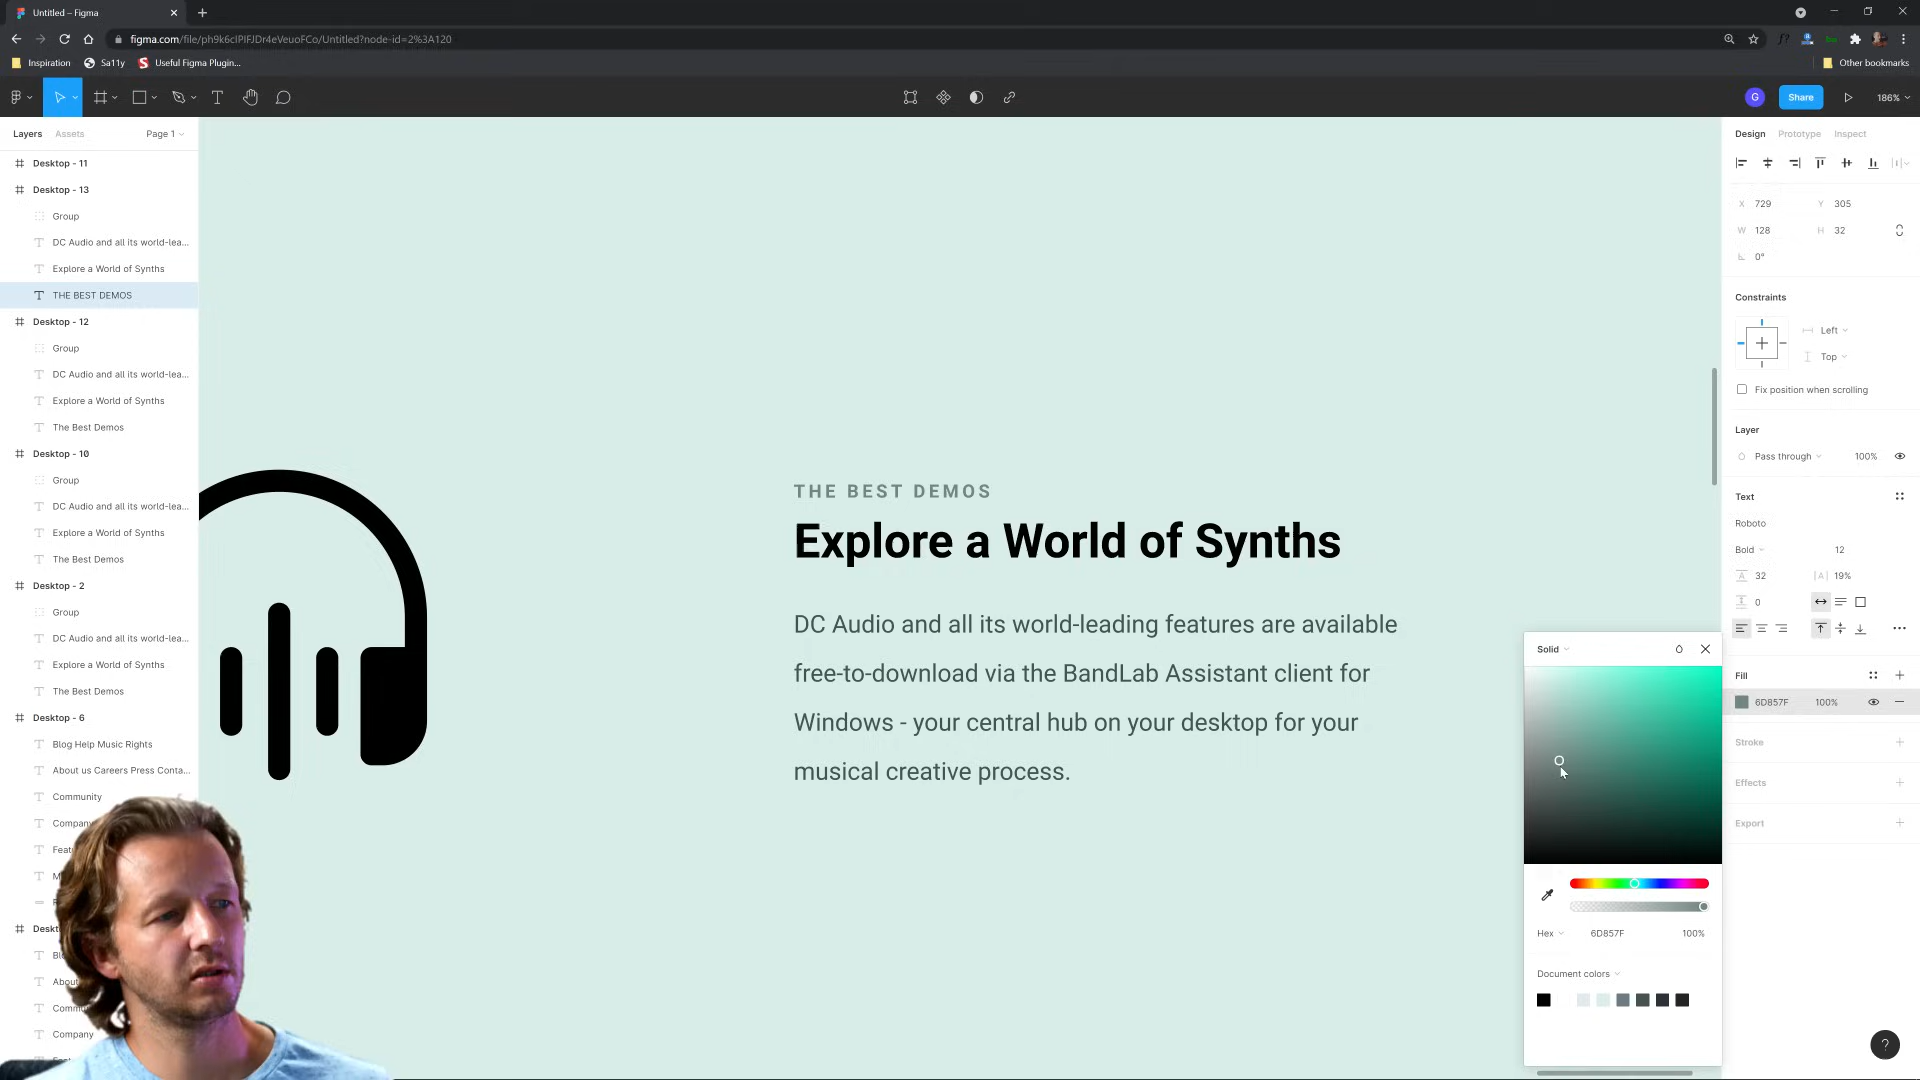 Untitled – Figma
figma.com/file/ph9k6cIPlFJDr4eVeuoFCo/Untitled?node-id=2%3A120
Inspiration
Sa11y
Useful Figma Plugin...
Other bookmarks
G
Share
186%
Layers
Assets
Page 1
Desktop - 11
Desktop - 13
Group
DC Audio and all its world-lea...
Explore a World of Synths
THE BEST DEMOS
Desktop - 12
Group
DC Audio and all its world-lea...
Explore a World of Synths
The Best Demos
Desktop - 10
Group
DC Audio and all its world-lea...
Explore a World of Synths
The Best Demos
Desktop - 2
Group
DC Audio and all its world-lea...
Explore a World of Synths
The Best Demos
Desktop - 6
Blog Help Music Rights
About us Careers Press Conta...
Community
Company
Company
THE BEST DEMOS
Explore a World of Synths
DC Audio and all its world-leading features are available
free-to-download via the BandLab Assistant client for
Windows - your central hub on your desktop for your
musical creative process.
Design
Prototype
Inspect
X 729
Y 305
W 128
H 32
0°
Constraints
Left
Top
Fix position when scrolling
Layer
Pass through
100%
Text
Roboto
Bold
12
32
19%
0
Fill
6D857F
100%
Stroke
Effects
Export
Solid
Hex
6D857F
100%
Document colors
?